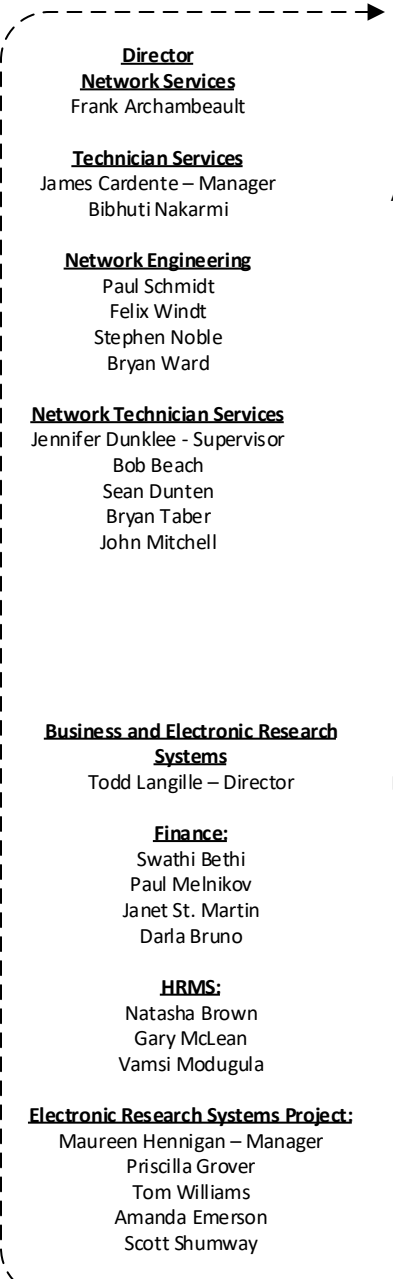 Director
Network Services
Frank Archambeault
Technician Services
James Cardente – Manager
Bibhuti Nakarmi
Network Engineering
Paul Schmidt
Felix Windt
Stephen Noble
Bryan Ward
Network Technician Services
Jennifer Dunklee - Supervisor
Bob Beach
Sean Dunten
Bryan Taber
John Mitchell
Business and Electronic Research
Systems
Todd Langille – Director
Finance:
Swathi Bethi
Paul Melnikov
Janet St. Martin
Darla Bruno
HRMS:
Natasha Brown
Gary McLean
Vamsi Modugula
Electronic Research Systems Project:
Maureen Hennigan – Manager
Priscilla Grover
Tom Williams
Amanda Emerson
Scott Shumway